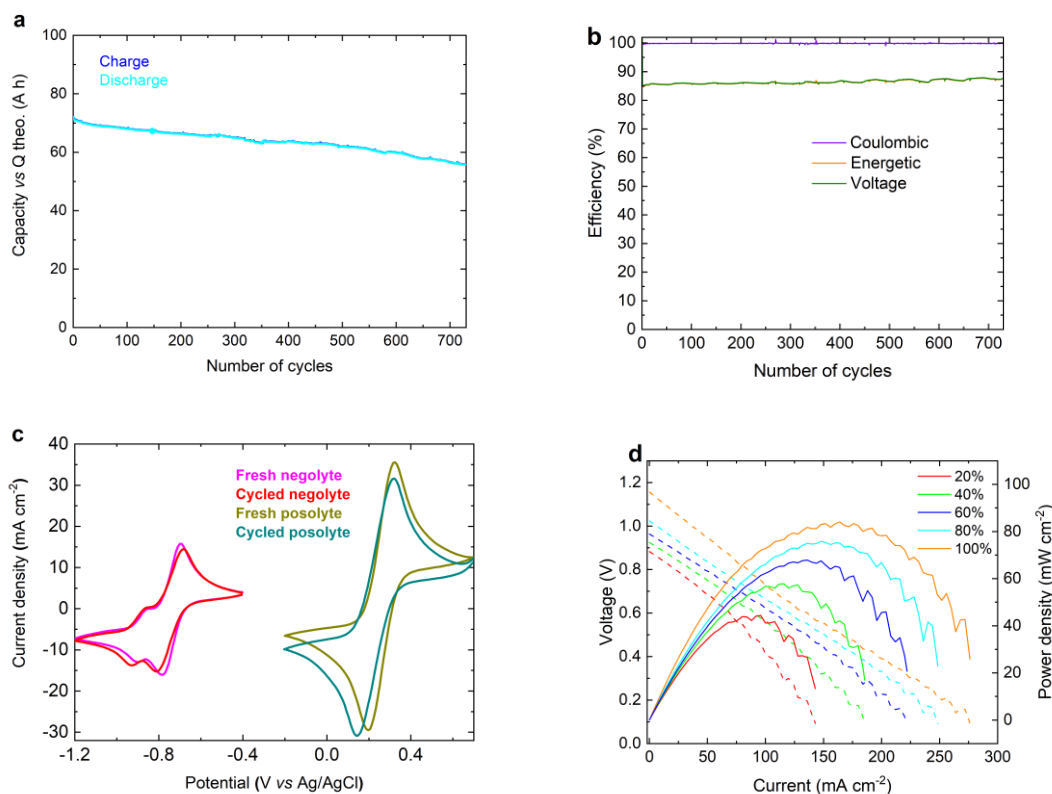 a
Charge
Discharge
Capacity vs Q theo. (A h)
100
80
60
40
20
0
0 100 200 300 400 500 600 700
Number of cycles
b
Coulombic
Energetic
Voltage
Efficiency (%)
100
90
80
70
60
50
40
30
20
10
0
0 100 200 300 400 500 600 700
Number of cycles
c
Fresh negolyte
Cycled negolyte
Fresh posolyte
Cycled posolyte
Current density (mA cm-2)
40
30
20
10
0
-10
-20
-30
-1.2 -0.8 -0.4 0.0 0.4
Potential (V vs Ag/AgCl)
d
20%
40%
60%
80%
100%
Voltage (V)
1.2
1.0
0.8
0.6
0.4
0.2
0.0
Power density (mW cm-2)
100
80
60
40
20
0
0 50 100 150 200 250 300
Current (mA cm-2)